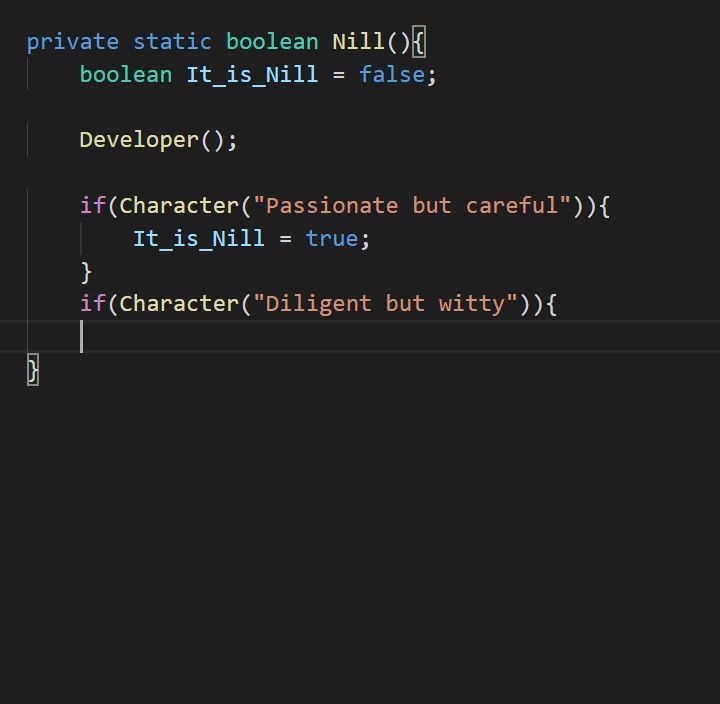 private static boolean Nill(){
boolean It_is_Nill = false;
Developer();
if(Character("Passionate but careful")){
It_is_Nill = true;
}
if(Character("Diligent but witty")){
}